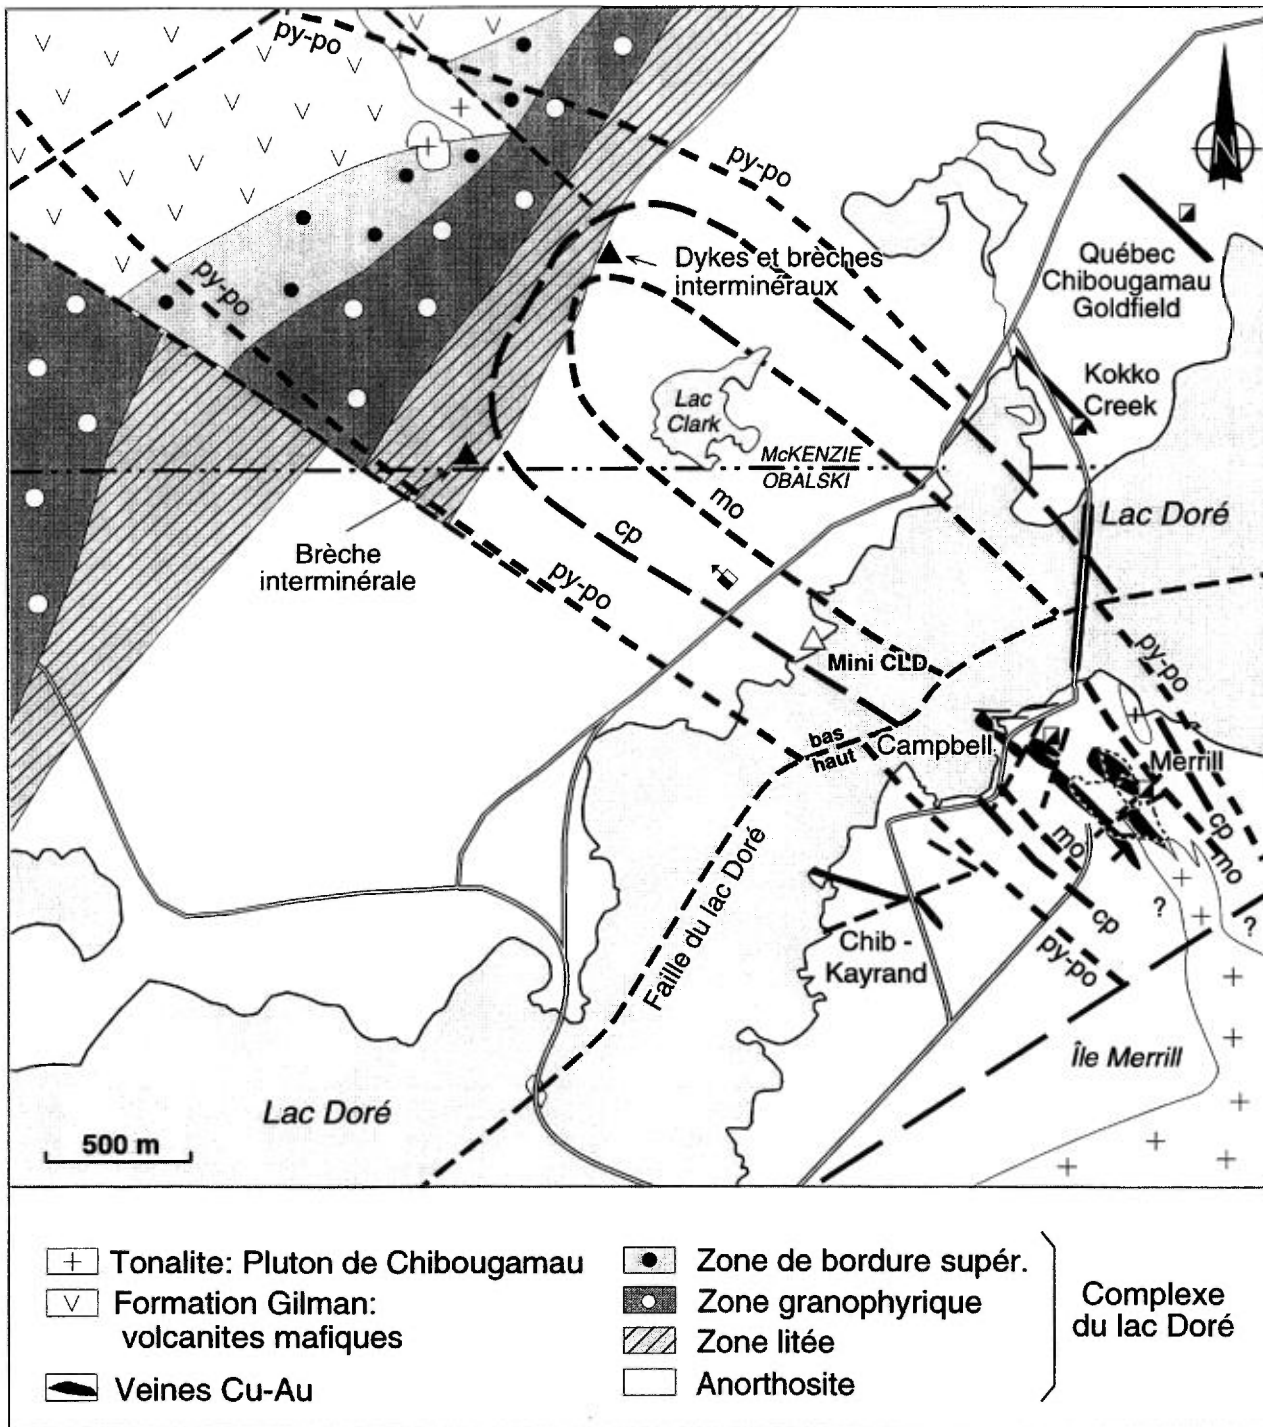 py-po
N
py-po
Dykes et brèches
interminéraux
Québec
Chibougamau
Goldfield
py-po
Kokko
Creek
Lac
Clark
McKENZIE
OBALSKI
mo
Lac Doré
cp
Brèche
interminérale
py-po
Mini CLD
py-po
bas
haut
Campbell
Merrill
cp
mo
mo
cp
?
?
Faille du lac Doré
Chib -
Kayrand
py-po
Île Merrill
Lac Doré
500 m
Tonalite: Pluton de Chibougamau
Formation Gilman:
volcanites mafiques
Veines Cu-Au
Zone de bordure supér.
Zone granophyrique
Zone litée
Anorthosite
Complexe
du lac Doré